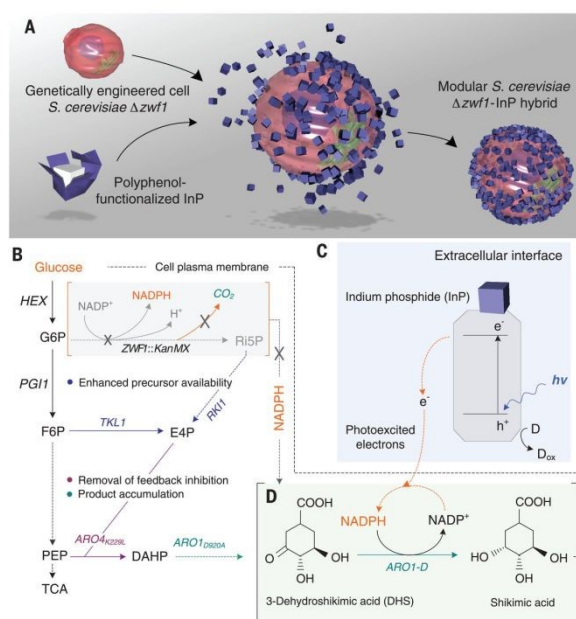 A
Genetically engineered cell
S. cerevisiae Δzwf1
Polyphenol-
functionalized InP
Modular S. cerevisiae
Δzwf1-InP hybrid
B
Glucose
Cell plasma membrane
HEX
NADP+
NADPH
H+
CO2
G6P
X
X
ZWF1::KanMX
Ri5P
X
PGI1
Enhanced precursor availability
RKI1
NADPH
F6P
TKL1
E4P
Removal of feedback inhibition
Product accumulation
PEP
ARO4K229L
DAHP
ARO1D920A
TCA
C
Extracellular interface
Indium phosphide (InP)
e-
hv
e-
h+
D
Photoexcited
electrons
Dox
D
COOH
NADPH
NADP+
COOH
O
OH
OH
ARO1-D
HO
OH
OH
3-Dehydroshikimic acid (DHS)
Shikimic acid